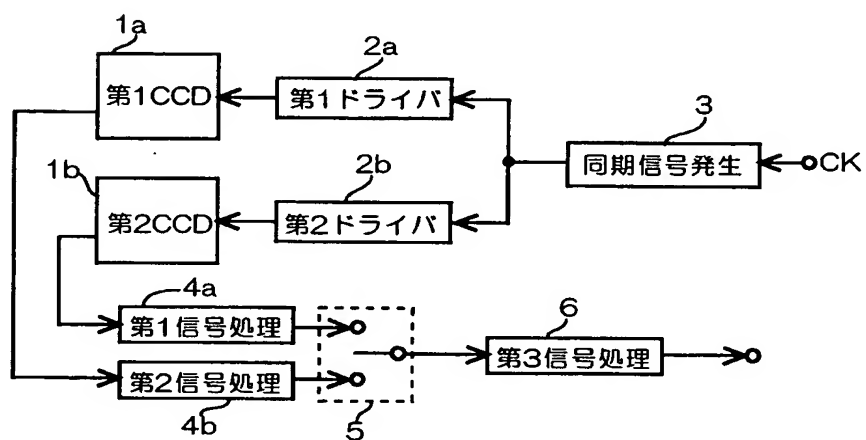 1a
第1CCD
2a
第1ドライバ
3
同期信号発生
CK
1b
第2CCD
2b
第2ドライバ
4a
第1信号処理
第2信号処理
4b
5
6
第3信号処理